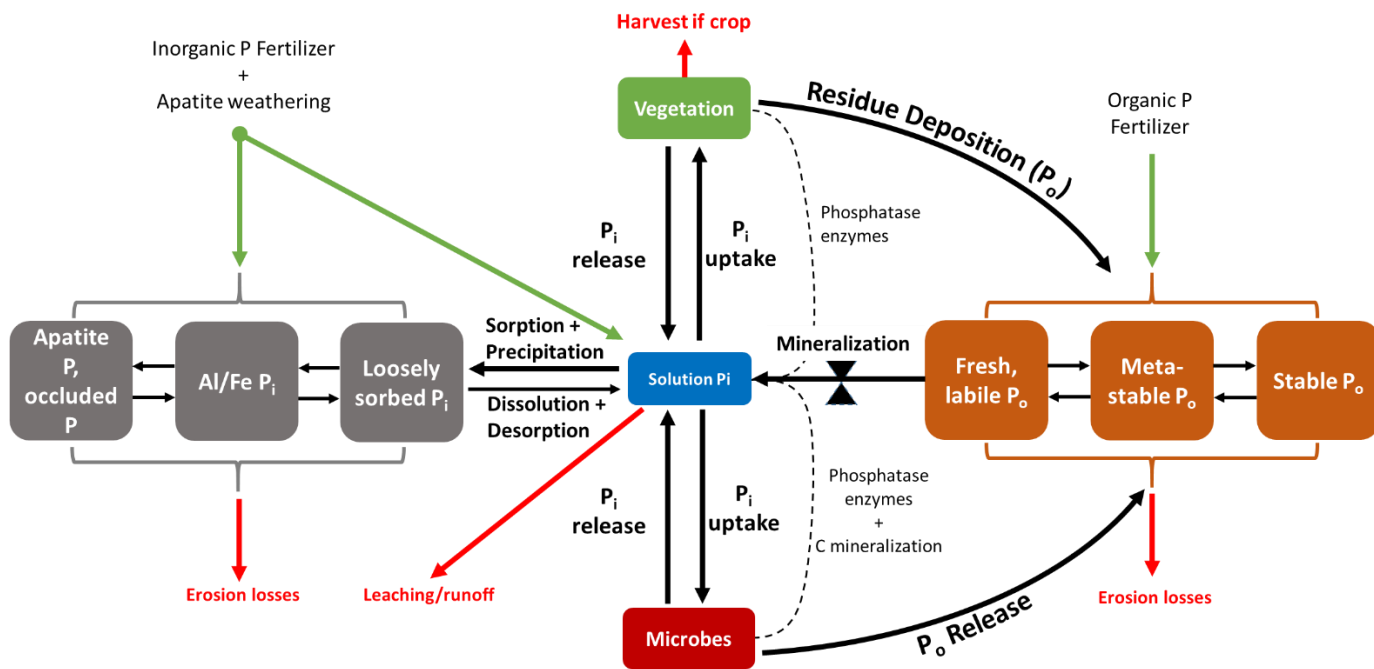 Harvest if crop
Inorganic P Fertilizer
+
Apatite weathering
Vegetation
Residue Deposition (Pₒ)
Organic P
Fertilizer
Phosphatase
enzymes
Pᵢ
release
Pᵢ
uptake
Apatite
P,
occluded
P
Al/Fe Pᵢ
Loosely
sorbed Pᵢ
Sorption +
Precipitation
Dissolution +
Desorption
Solution Pi
Mineralization
Fresh,
labile Pₒ
Meta-
stable Pₒ
Stable Pₒ
Pᵢ
release
Pᵢ
uptake
Phosphatase
enzymes
+
C mineralization
Erosion losses
Leaching/runoff
Erosion losses
Microbes
Pₒ Release